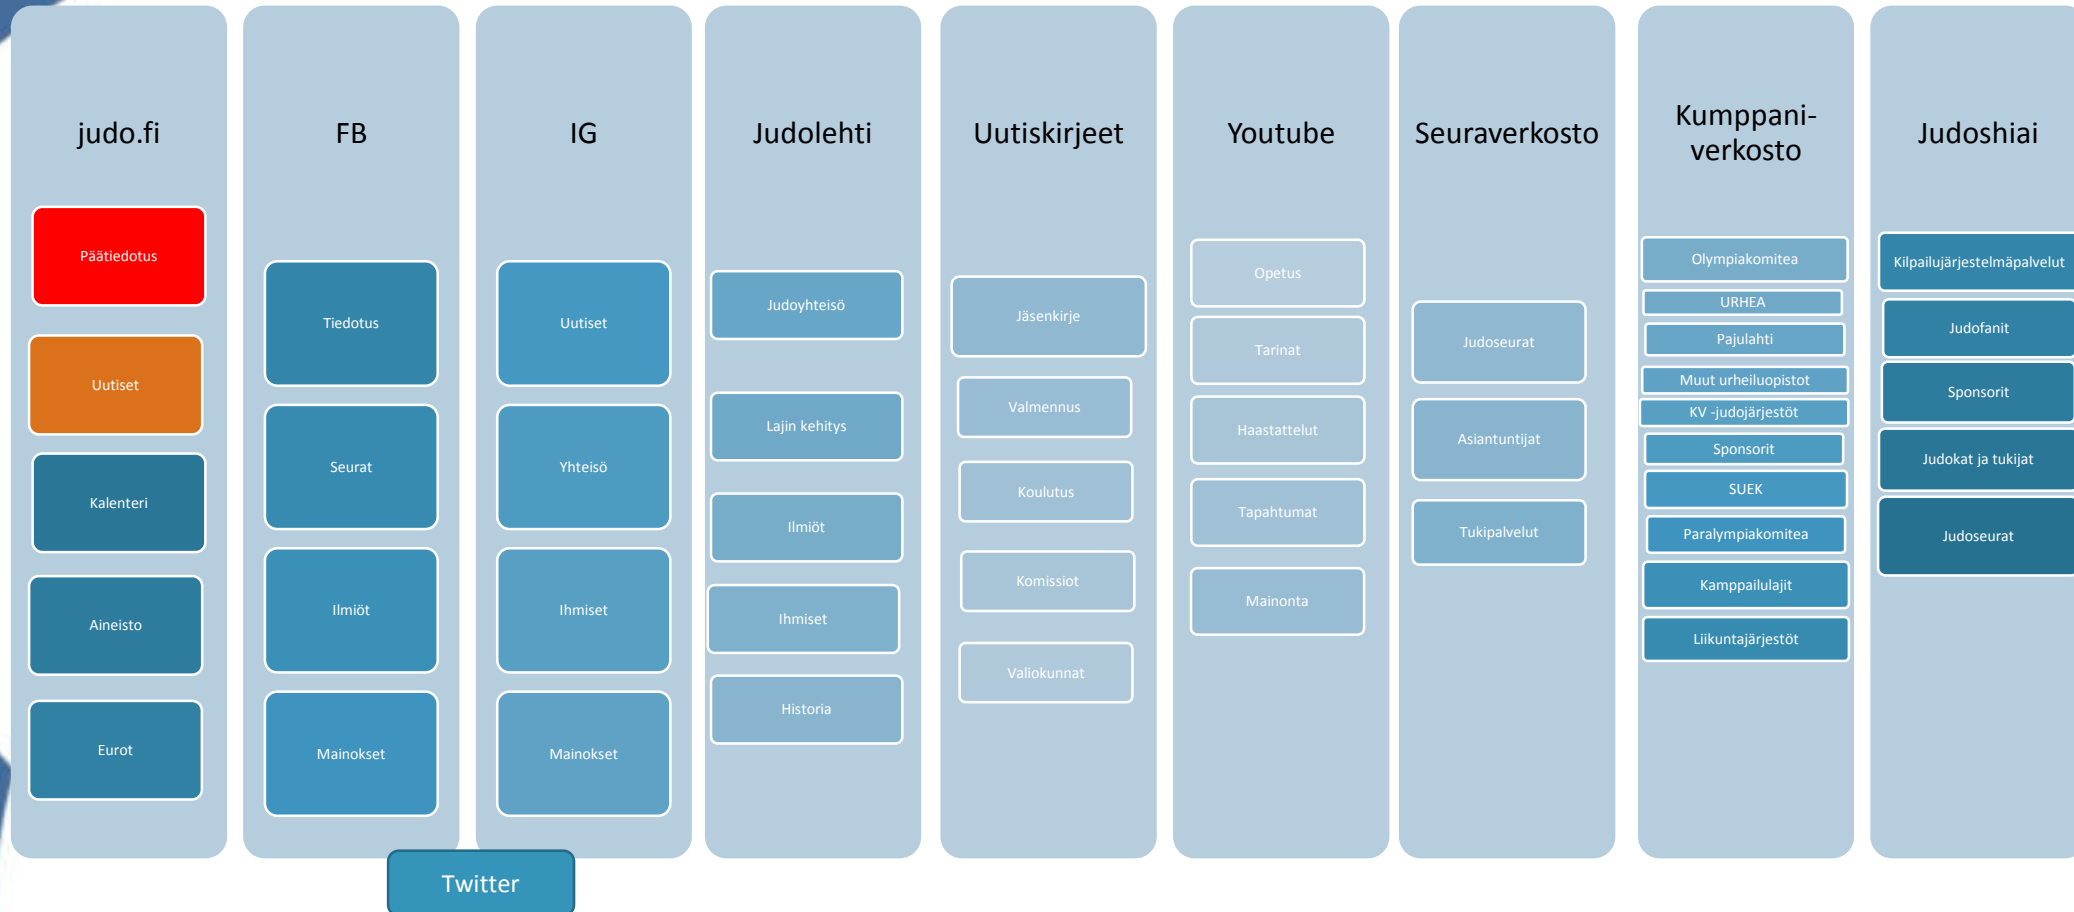 judo.fi
Päätiedotus
Uutiset
Kalenteri
Aineisto
Eurot
FB
Tiedotus
Seurat
Ilmiöt
Mainokset
IG
Uutiset
Yhteisö
Ihmiset
Mainokset
Twitter
Judolehti
Judoyhteisö
Lajin kehitys
Ilmiöt
Ihmiset
Historia
Uutiskirjeet
Jäsenkirje
Valmennus
Koulutus
Komissiot
Valiokunnat
Youtube
Opetus
Tarinat
Haastattelut
Tapahtumat
Mainonta
Seuraverkosto
Judoseurat
Asiantuntijat
Tukipalvelut
Kumppani-
verkosto
Olympiakomitea
URHEA
Pajulahti
Muut urheiluopistot
KV -judojärjestöt
Sponsorit
SUEK
Paralympiakomitea
Kamppailulajit
Liikuntajärjestöt
Judoshiai
Kilpailujärjestelmäpalvelut
Judofanit
Sponsorit
Judokat ja tukijat
Judoseurat